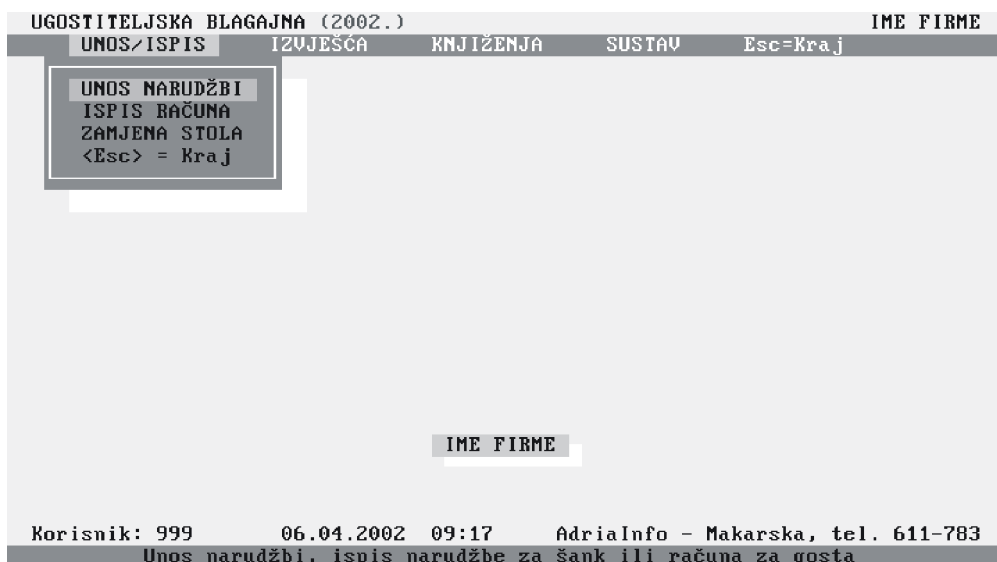 UGOSTITELJSKA BLAGAJNA (2002.) IME FIRME
UNOS/ISPIS IZVJEŠĆA KNJIŽENJA SUSTAV Esc=Kraj
UNOS NARUDŽBI
ISPIS RAČUNA
ZAMJENA STOLA
<Esc> = Kraj
IME FIRME
Korisnik: 999 06.04.2002 09:17 AdriaInfo - Makarska, tel. 611-783
Unos narudžbi, ispis narudžbe za šank ili računa za gosta